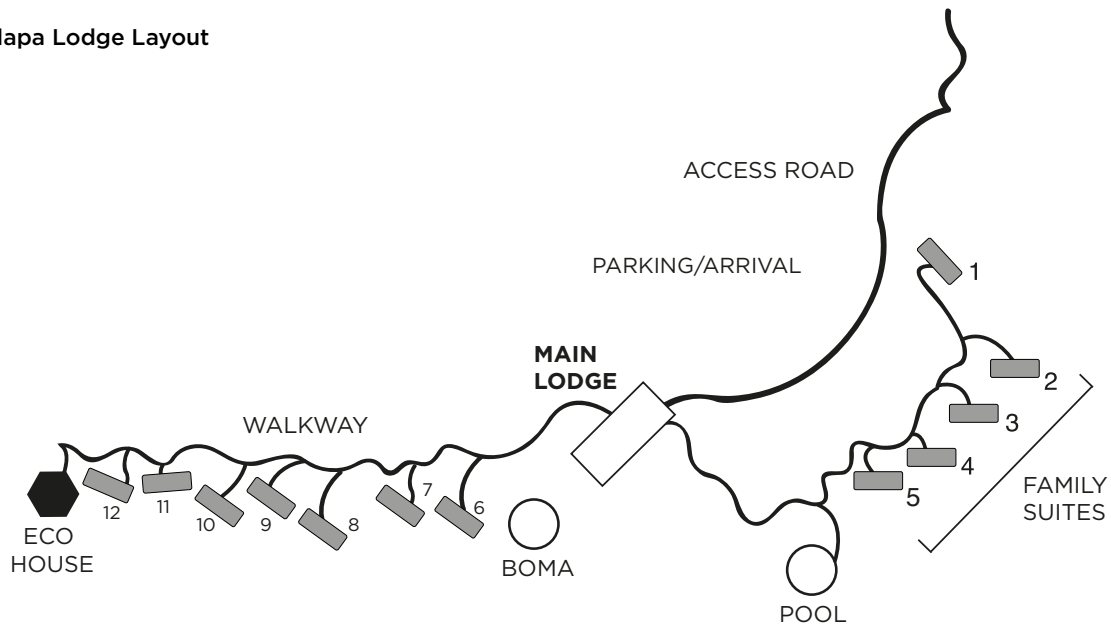 Lodge Layout
ACCESS ROAD
PARKING/ARRIVAL
1
MAIN
LODGE
2
WALKWAY
3
4
5
FAMILY
SUITES
6
7
8
9
10
11
12
ECO
HOUSE
BOMA
POOL